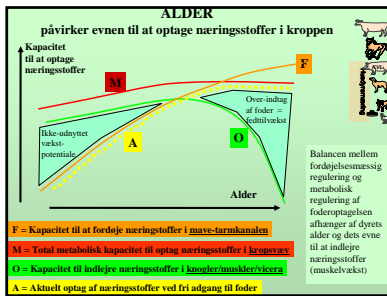 ALDER
påvirker evnen til at optage næringsstoffer i kroppen
Kapacitet
til at optage
næringsstoffer
F
M
KVL
Ikke-udnyttet
vækst-
potentiale
A
Over-indtag
af foder =
fedttilvækst
O
Alder
Balancen mellem
fordøjelsesmæssig
regulering og
metabolisk
regulering af
foderoptagelsen
afhænger af dyrets
alder og dets evne
til at indlejre
næringsstoffer
(muskelvækst)
F = Kapacitet til at fordøje næringsstoffer i mave-tarmkanalen
M = Total metabolisk kapacitet til optag næringsstoffer i kropsvæv
O = Kapacitet til indlejre næringsstoffer i knogler/muskler/vicera
A = Aktuelt optag af næringsstoffer ved fri adgang til foder